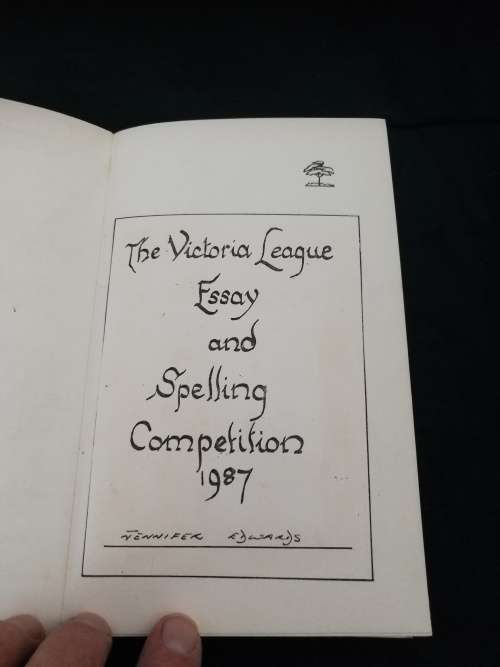 The Victoria League
Essay
and
Spelling
Competition
1987
JENNIFER EDWARDS